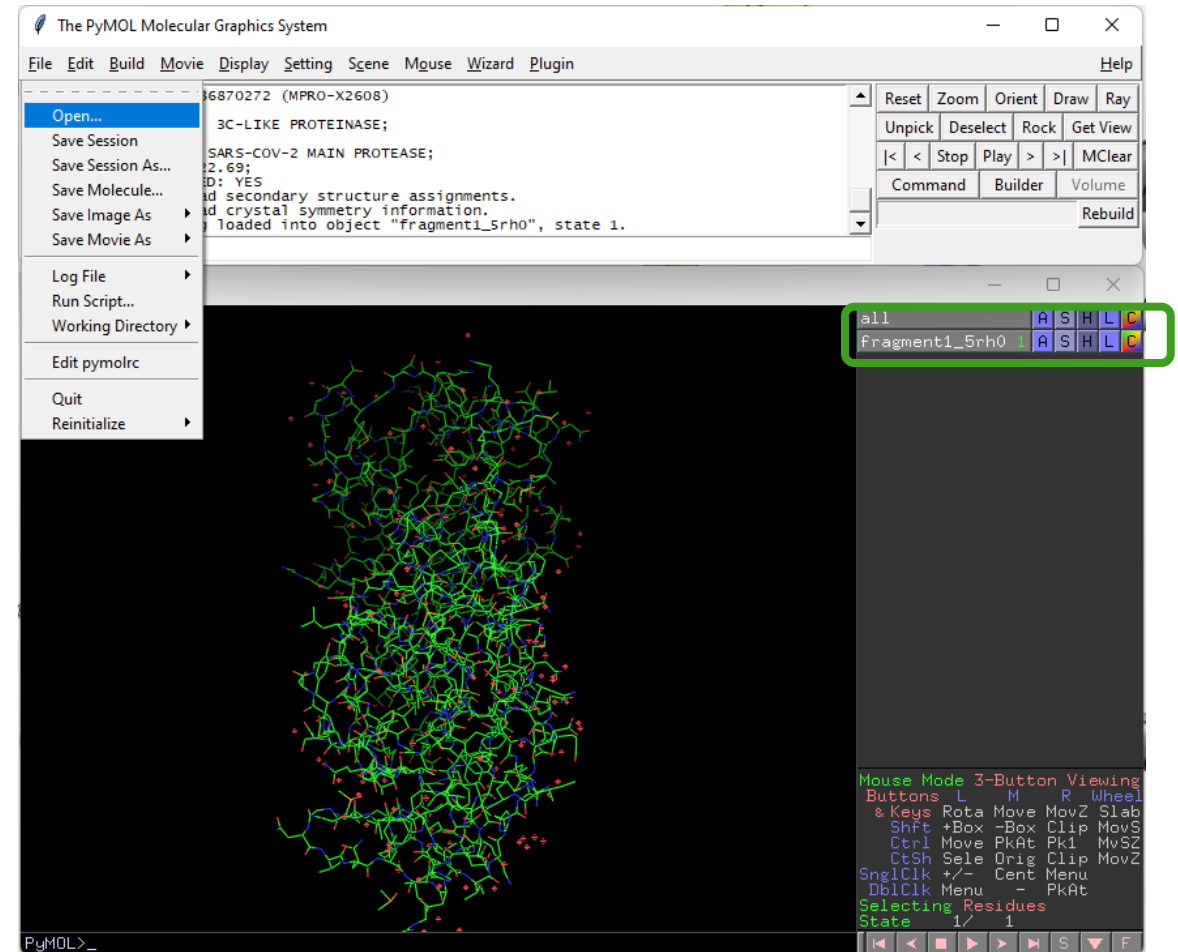 The PyMOL Molecular Graphics System
File Edit Build Movie Display Setting Scene Mouse Wizard Plugin Help
Open...
Save Session
Save Session As...
Save Molecule...
Save Image As
Save Movie As
Log File
Run Script...
Working Directory
Edit pymolrc
Quit
Reinitialize
6870272 (MPRO-X2608)
3C-LIKE PROTEINASE;
SARS-COV-2 MAIN PROTEASE;
2.69;
D: YES
d secondary structure assignments.
d crystal symmetry information.
loaded into object "fragment1_5rh0", state 1.
Reset Zoom Orient Draw Ray
Unpick Deselect Rock Get View
|< < Stop Play > >| MClear
Command Builder Volume
Rebuild
all A S H L C
fragment1_5rh0 1 A S H L C
Mouse Mode 3-Button Viewing
Buttons L M R Wheel
& Keys Rota Move MovZ Slab
Shft +Box -Box Clip MovS
Ctrl Move PkAt Pk1 MvSZ
CtSh Sele Orig Clip MovZ
SnglClk +/- Cent Menu
DblClk Menu - PkAt
Selecting Residues
State 1/ 1
S F
PyMOL>_